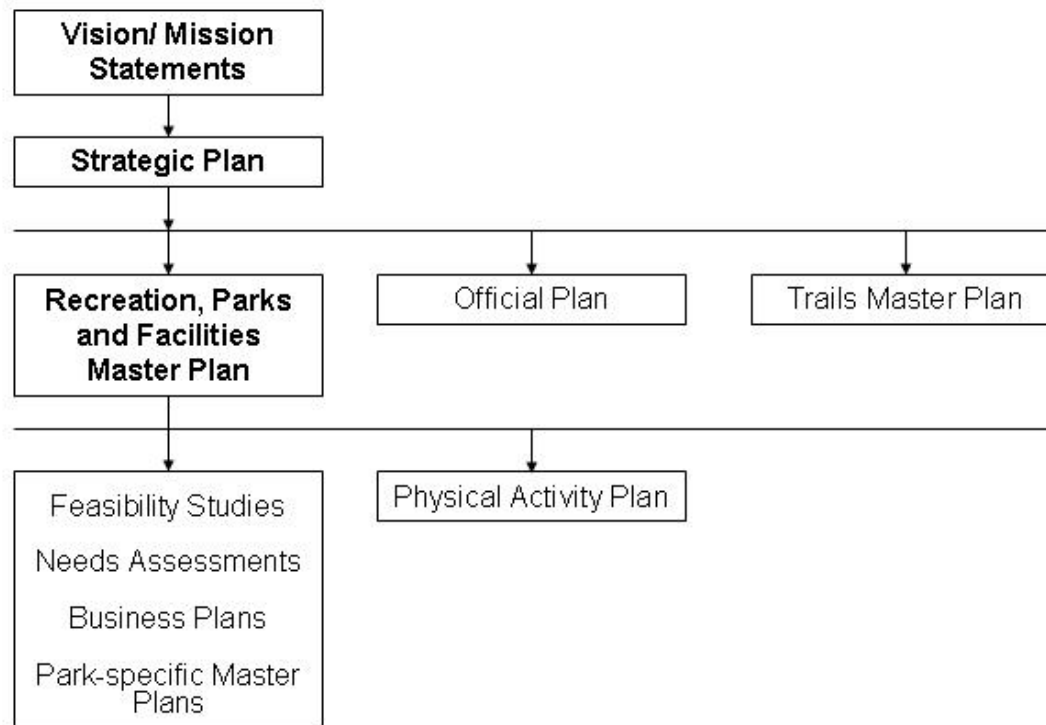 Vision/ Mission
Statements
Strategic Plan
Recreation, Parks
and Facilities
Master Plan
Official Plan
Trails Master Plan
Feasibility Studies
Needs Assessments
Business Plans
Park-specific Master
Plans
Physical Activity Plan